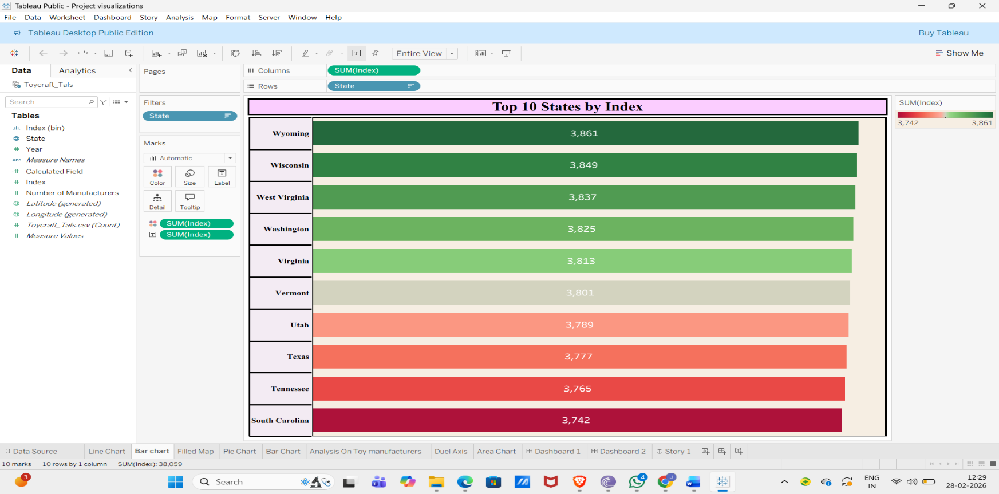 Tableau Public - Project visualizations
File Data Worksheet Dashboard Story Analysis Map Format Server Window Help
Tableau Desktop Public Edition
Buy Tableau
Entire View
Show Me
Data
Analytics
Toycraft_Tals
Search
Tables
Index (bin)
State
Year
Abc Measure Names
Calculated Field
Index
Number of Manufacturers
Latitude (generated)
Longitude (generated)
Toycraft_Tals.csv (Count)
Measure Values
Pages
Filters
State
Marks
Automatic
Color Size Label
Detail Tooltip
SUM(Index)
SUM(Index)
Columns SUM(Index)
Rows State
Top 10 States by Index
Wyoming 3,861
Wisconsin 3,849
West Virginia 3,837
Washington 3,825
Virginia 3,813
Vermont 3,801
Utah 3,789
Texas 3,777
Tennessee 3,765
South Carolina 3,742
SUM(Index)
3,742 3,861
Data Source Line Chart Bar chart Filled Map Pie Chart Bar Chart Analysis On Toy manufacturers Duel Axis Area Chart Dashboard 1 Dashboard 2 Story 1
10 marks 10 rows by 1 column SUM(Index): 38,059
3
Search
4
J
ENG
IN
12:29
28-02-2026